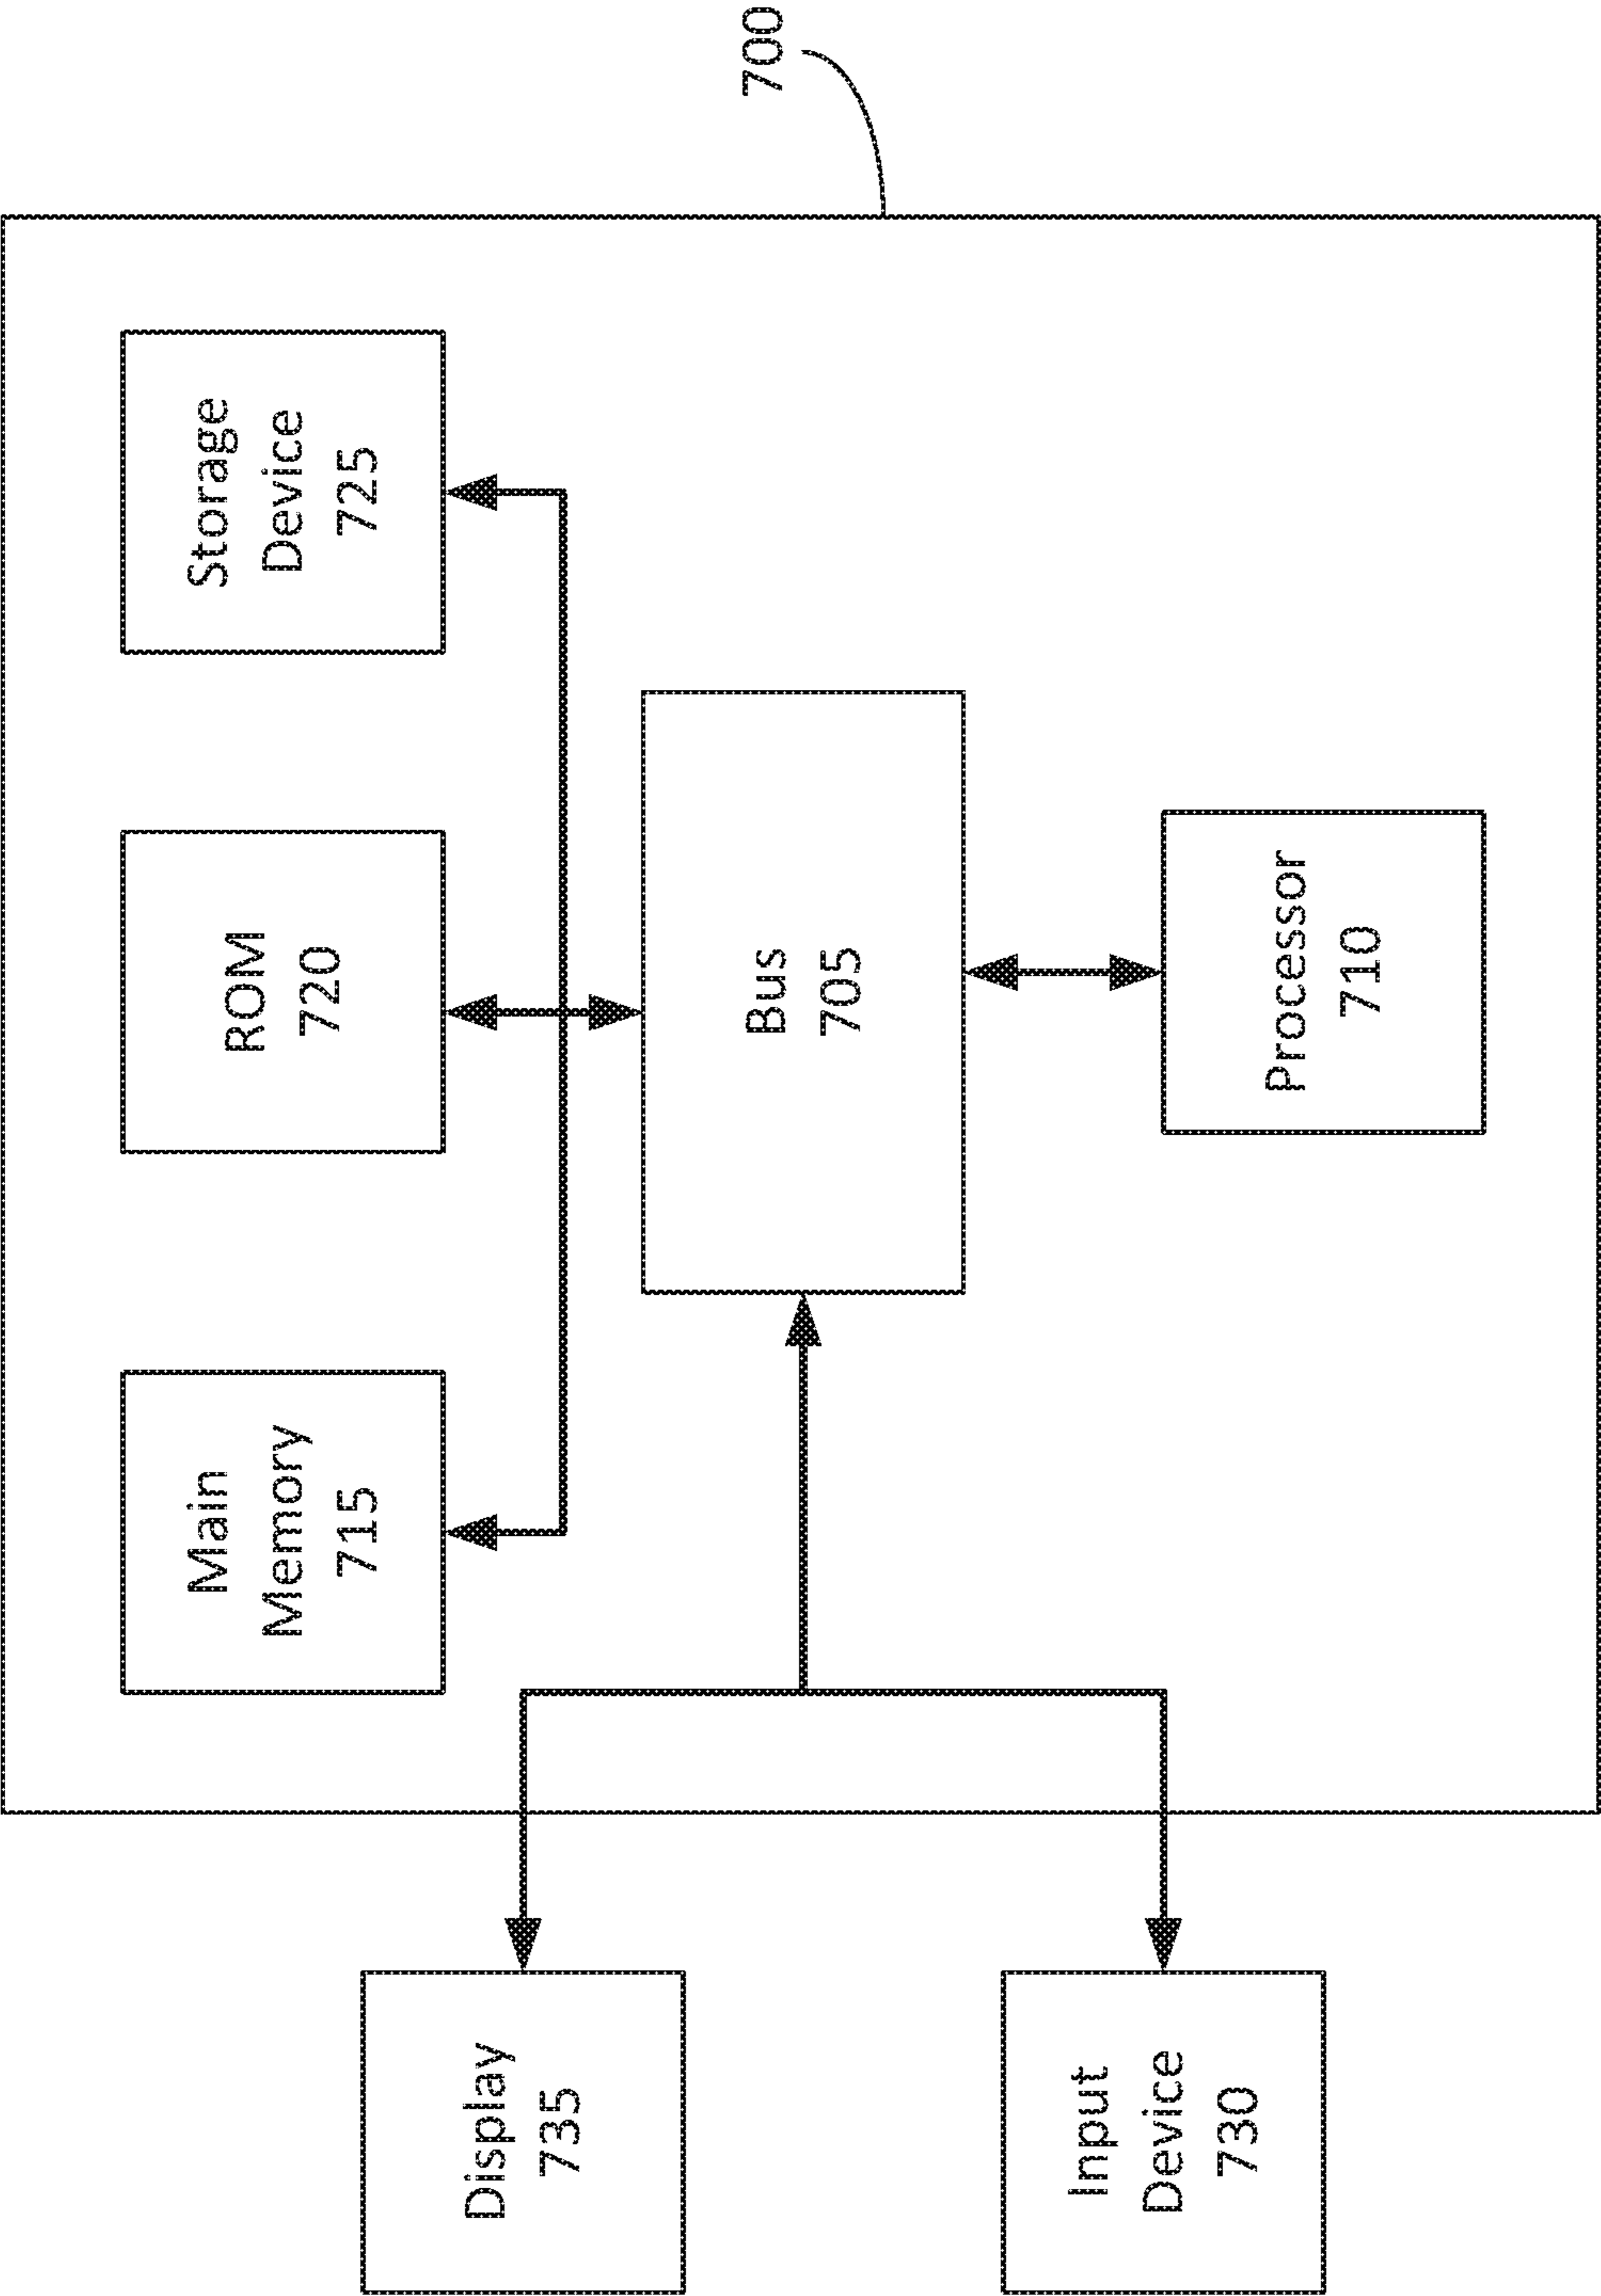 700
Main
Memory
715
ROM
720
Storage
Device
725
Display
735
Bus
705
Input
Device
730
Processor
710